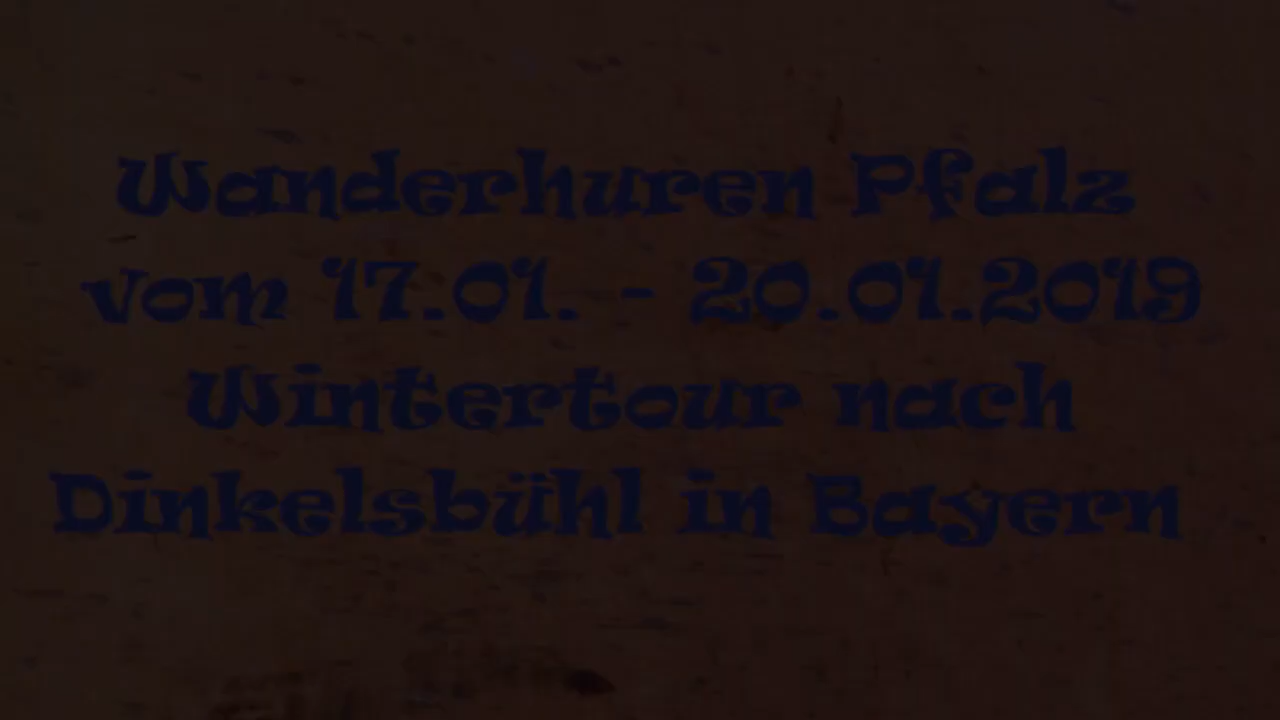 Wanderhuren Pfalz
vom 17.01. - 20.01.2019
Wintertour nach
Dinkelsbühl in Bayern